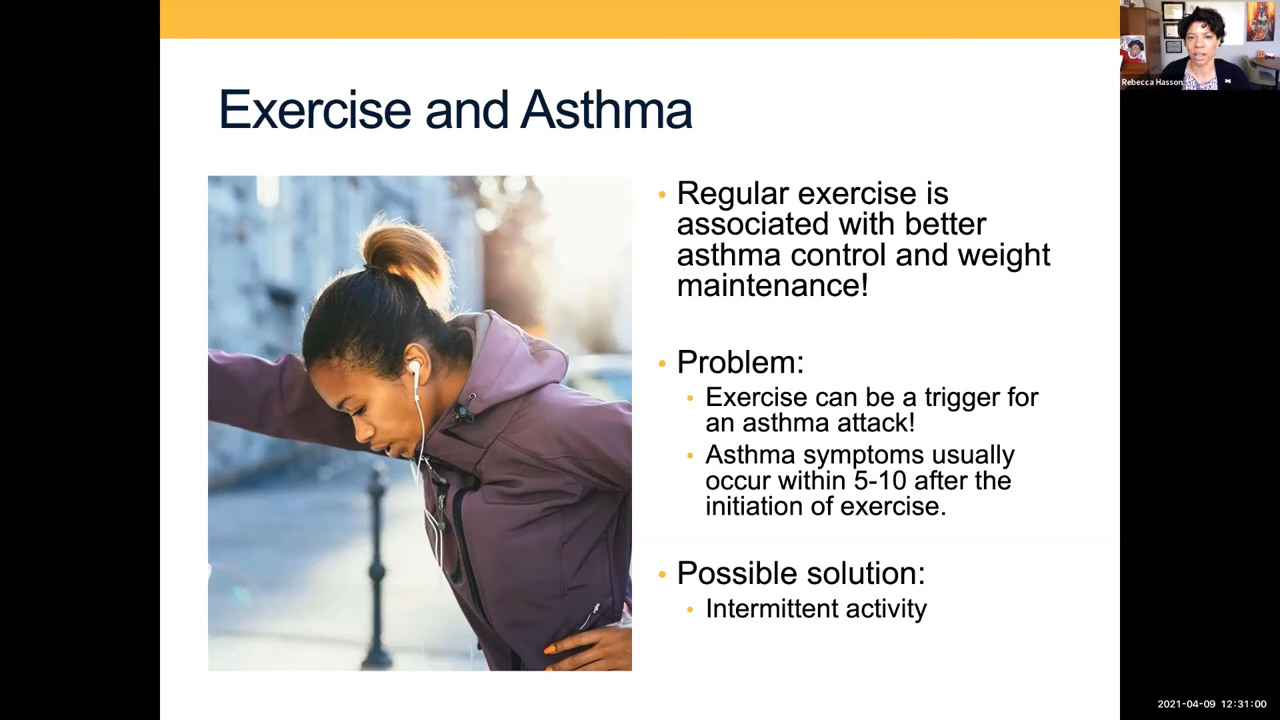 Exercise and Asthma
Regular exercise is
associated with better
asthma control and weight
maintenance!
Problem:
Exercise can be a trigger for
an asthma attack!
Asthma symptoms usually
occur within 5-10 after the
initiation of exercise.
Possible solution:
Intermittent activity
Rebecca Hasson
2021-04-09 12:31:00